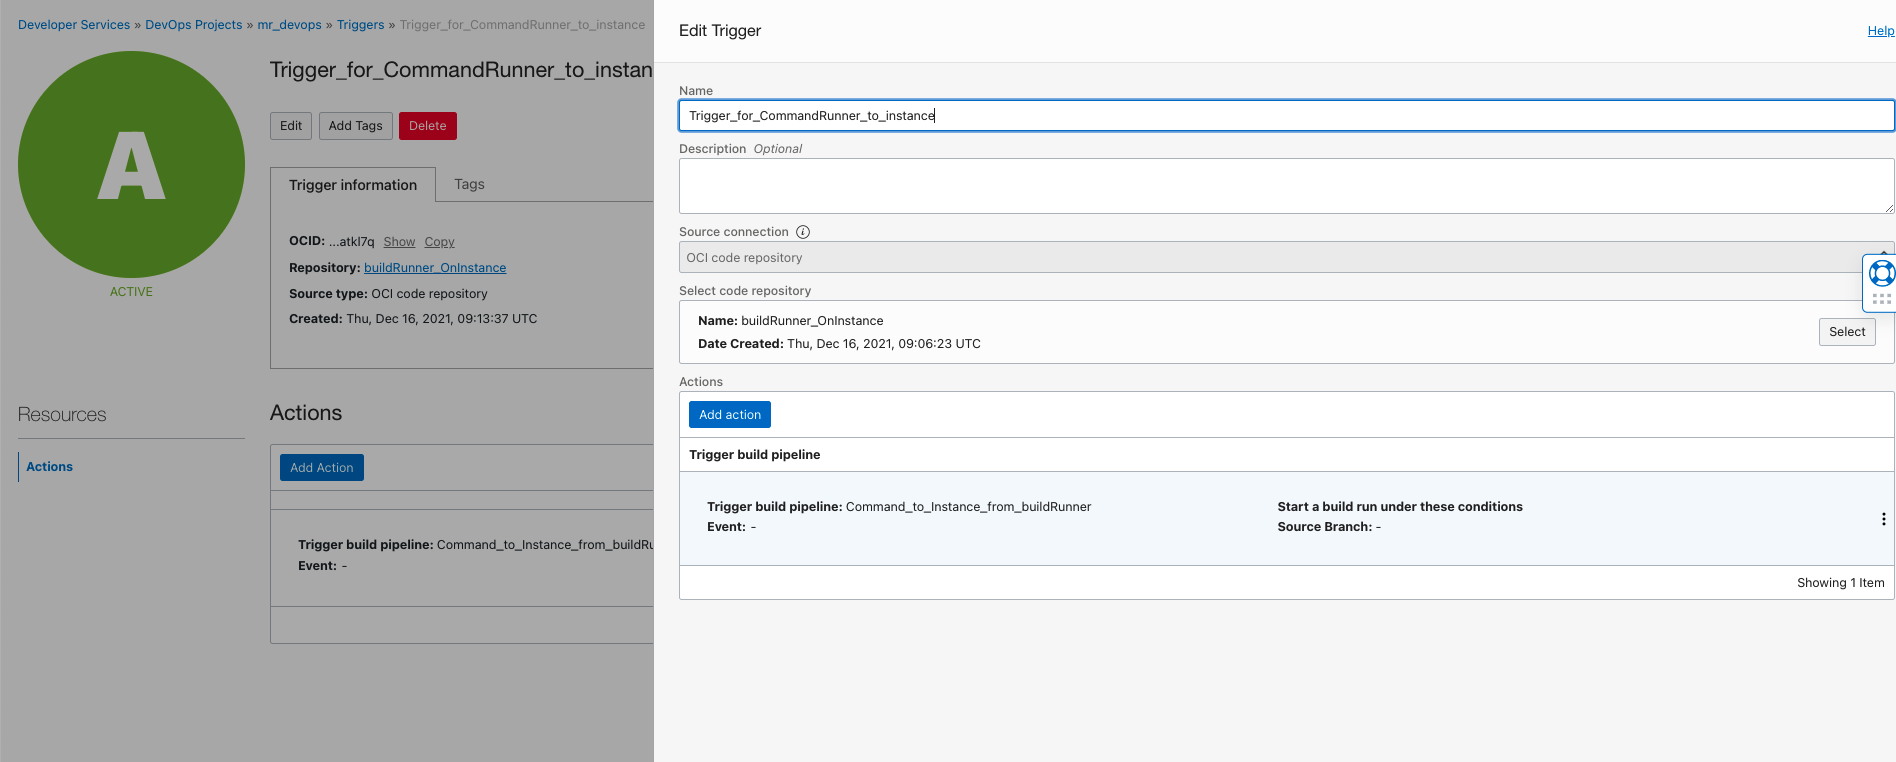 Developer Services » DevOps Projects » mr_devops » Triggers » Trigger_for_CommandRunner_to_instance
A
ACTIVE
Trigger_for_CommandRunner_to_instan
Edit Add Tags Delete
Trigger information Tags
OCID: ...atkl7q Show Copy
Repository: buildRunner_OnInstance
Source type: OCI code repository
Created: Thu, Dec 16, 2021, 09:13:37 UTC
Resources
Actions
Actions
Add Action
Trigger build pipeline: Command_to_Instance_from_buildRu
Event: -
Edit Trigger
Help
Name
Trigger_for_CommandRunner_to_instance
Description Optional
Source connection i
OCI code repository
Select code repository
Name: buildRunner_OnInstance
Date Created: Thu, Dec 16, 2021, 09:06:23 UTC
Select
Actions
Add action
Trigger build pipeline
Trigger build pipeline: Command_to_Instance_from_buildRunner
Event: -
Start a build run under these conditions
Source Branch: -
Showing 1 Item